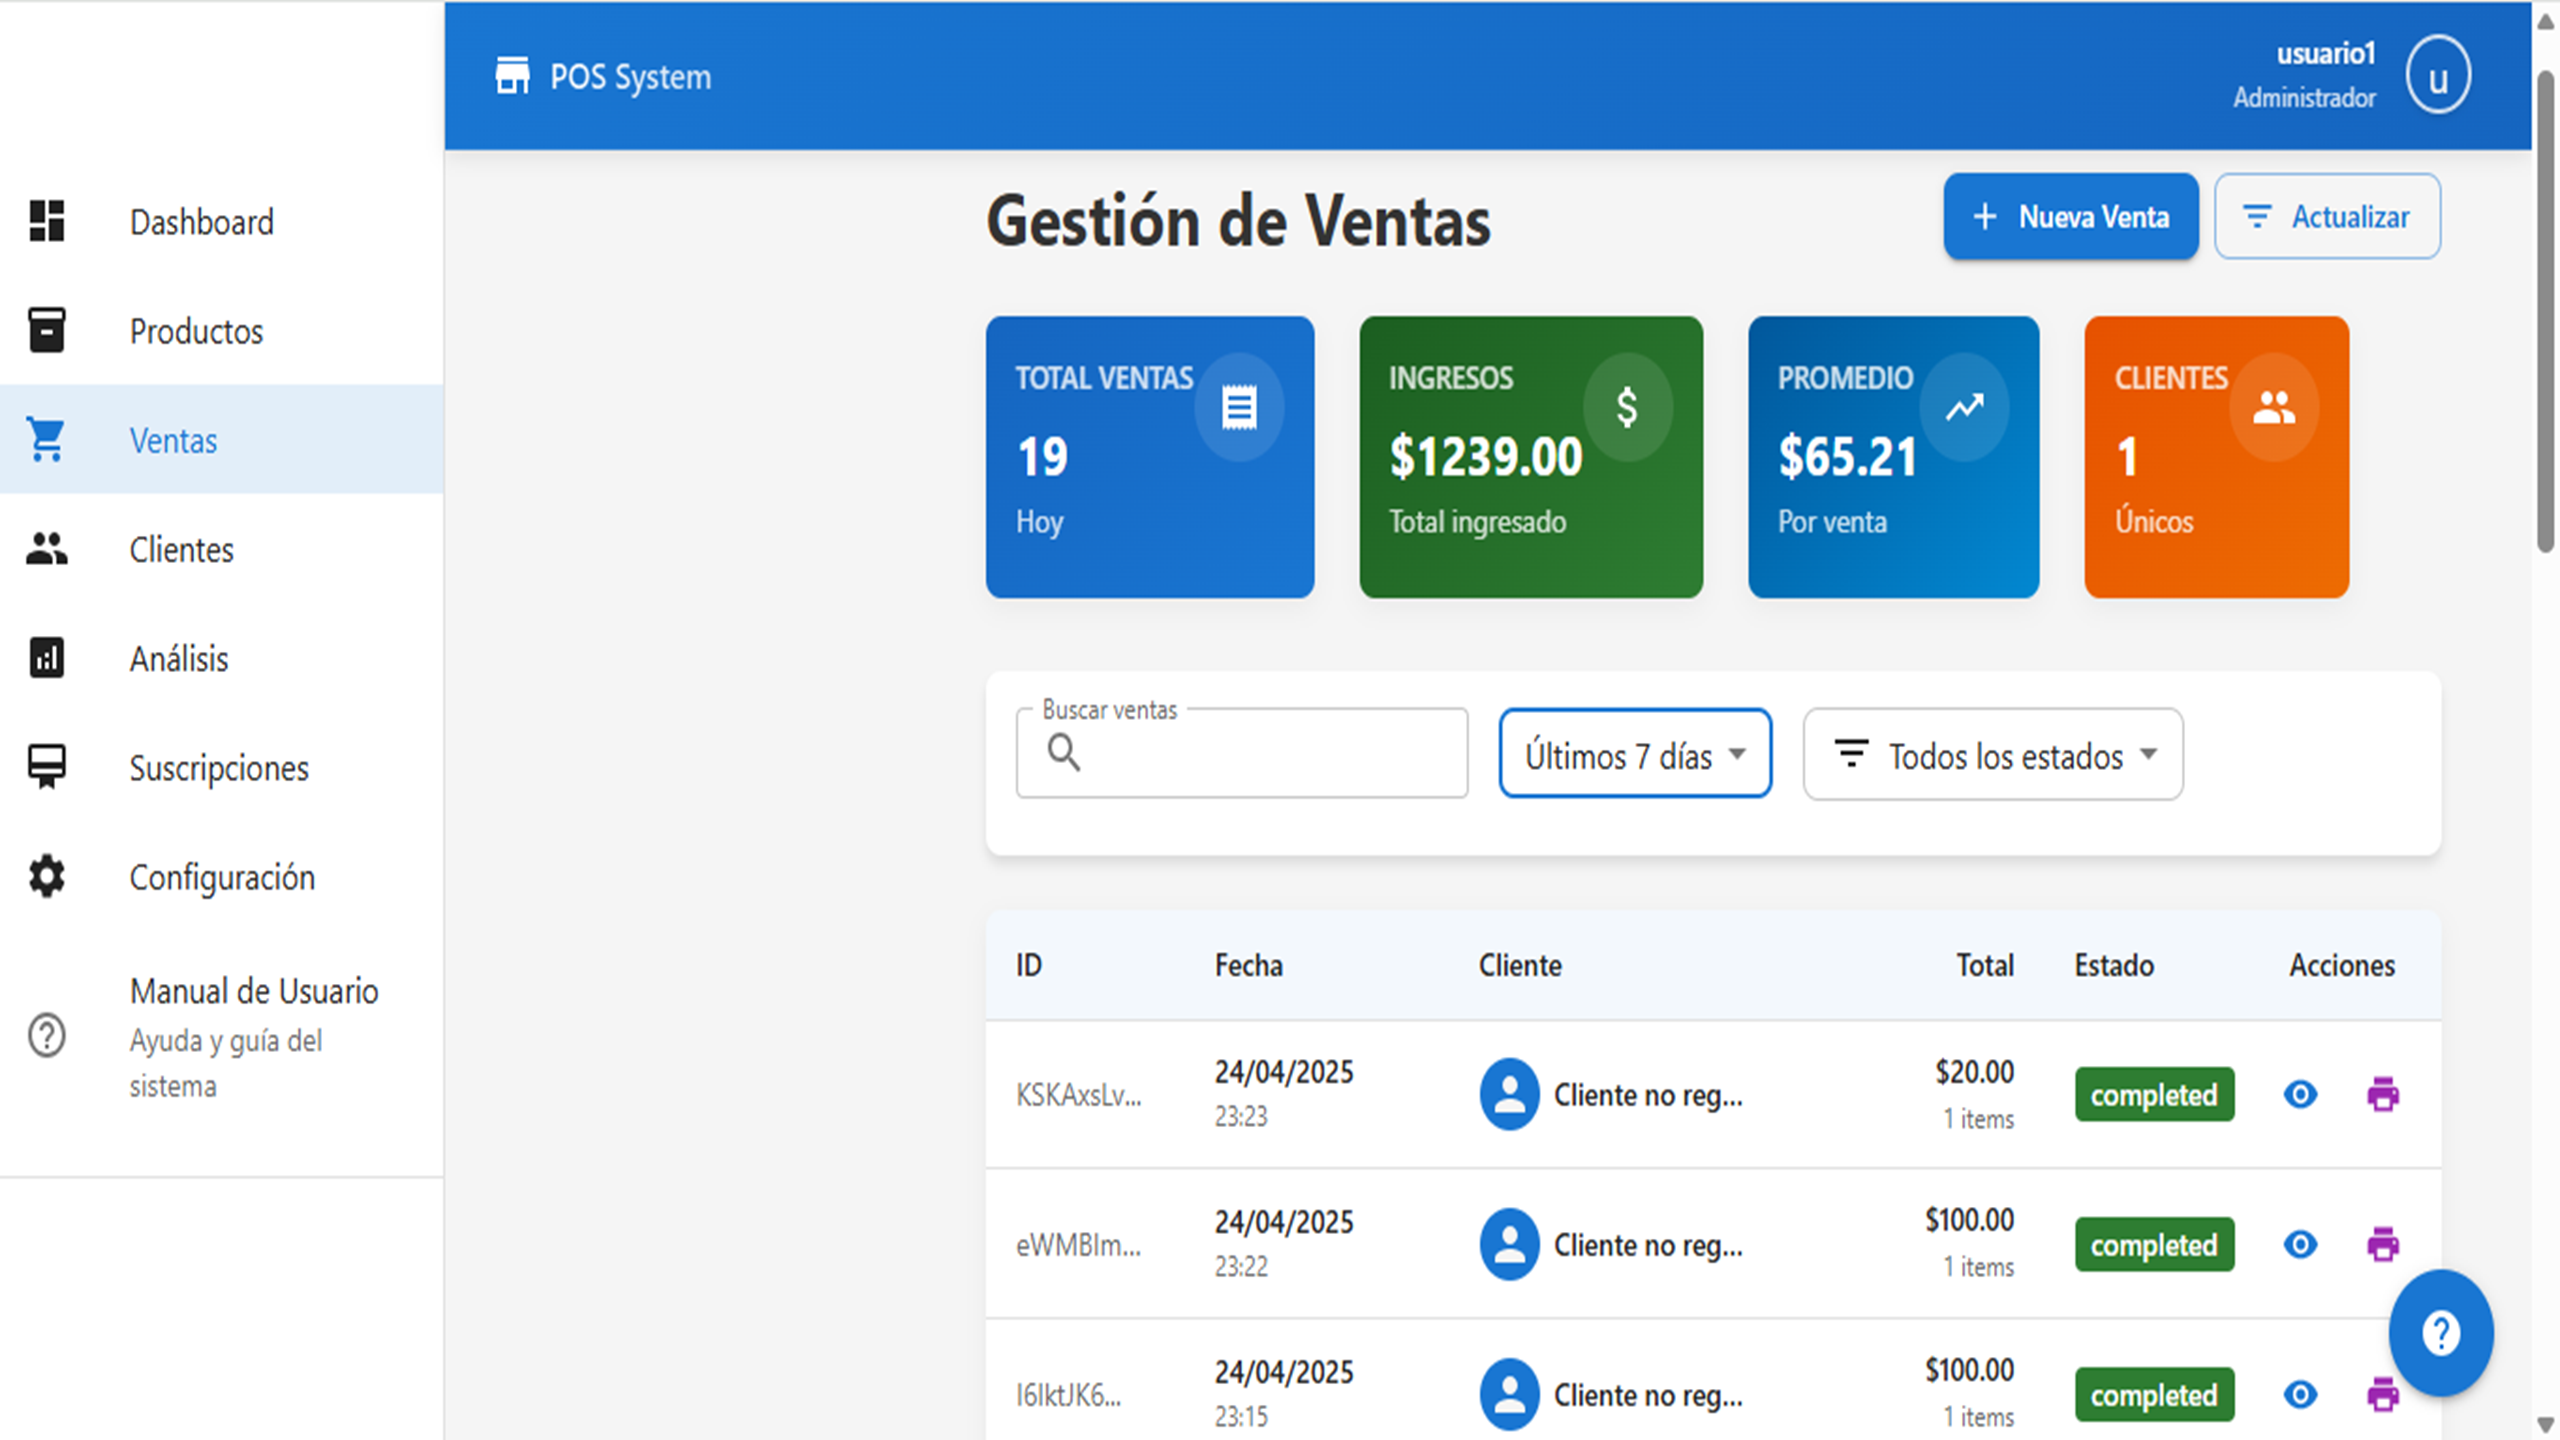 POS System
usuario1
Administrador
u
Dashboard
Productos
Ventas
Clientes
Análisis
Suscripciones
Configuración
Manual de Usuario
Ayuda y guía del
sistema
Gestión de Ventas
Nueva Venta
Actualizar
TOTAL VENTAS
19
Hoy
INGRESOS
$1239.00
Total ingresado
PROMEDIO
$65.21
Por venta
CLIENTES
1
Únicos
Buscar ventas
Últimos 7 días
Todos los estados
ID Fecha Cliente Total Estado Acciones
KSKAxsLv... 24/04/2025 23:23 Cliente no reg... $20.00 1 items completed
eWMBIm... 24/04/2025 23:22 Cliente no reg... $100.00 1 items completed
I6IktJK6... 24/04/2025 23:15 Cliente no reg... $100.00 1 items completed